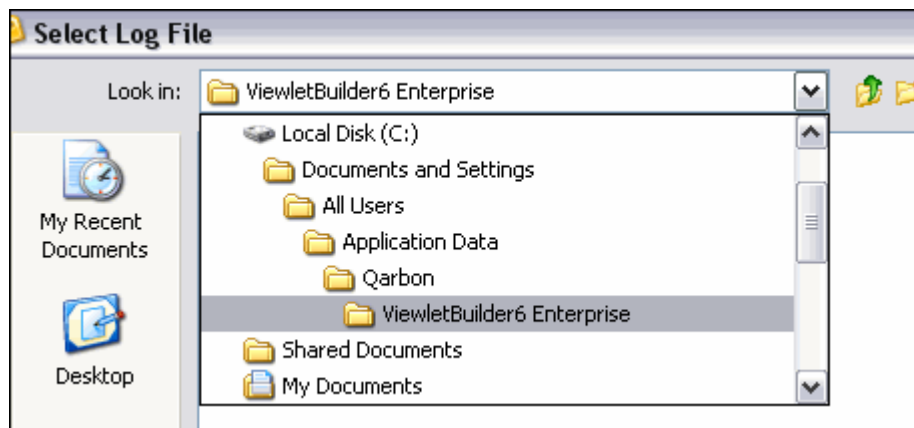 Select Log File
Look in:
ViewletBuilder6 Enterprise
Local Disk (C:)
Documents and Settings
All Users
Application Data
Qarbon
ViewletBuilder6 Enterprise
Shared Documents
My Documents
My Recent
Documents
Desktop